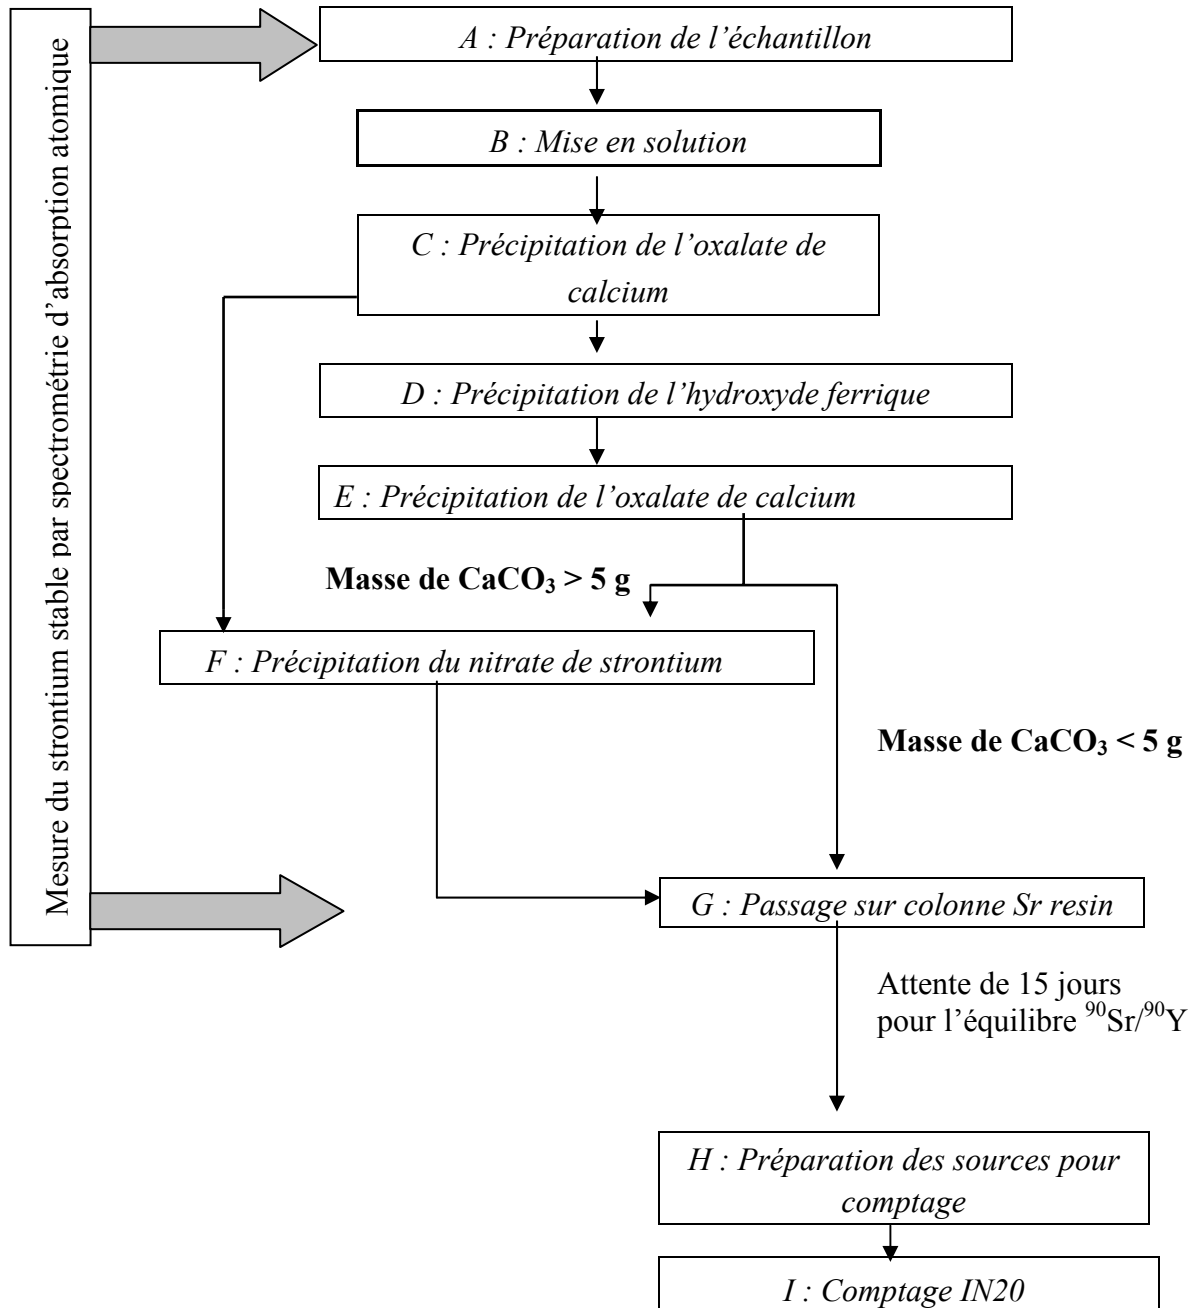 Mesure du strontium stable par spectrométrie d’absorption atomique
A : Préparation de l’échantillon
B : Mise en solution
C : Précipitation de l’oxalate de
calcium
D : Précipitation de l’hydroxyde ferrique
E : Précipitation de l’oxalate de calcium
Masse de CaCO₃ > 5 g
F : Précipitation du nitrate de strontium
Masse de CaCO₃ < 5 g
G : Passage sur colonne Sr resin
Attente de 15 jours
pour l’équilibre ⁹⁰Sr/⁹⁰Y
H : Préparation des sources pour
comptage
I : Comptage IN20